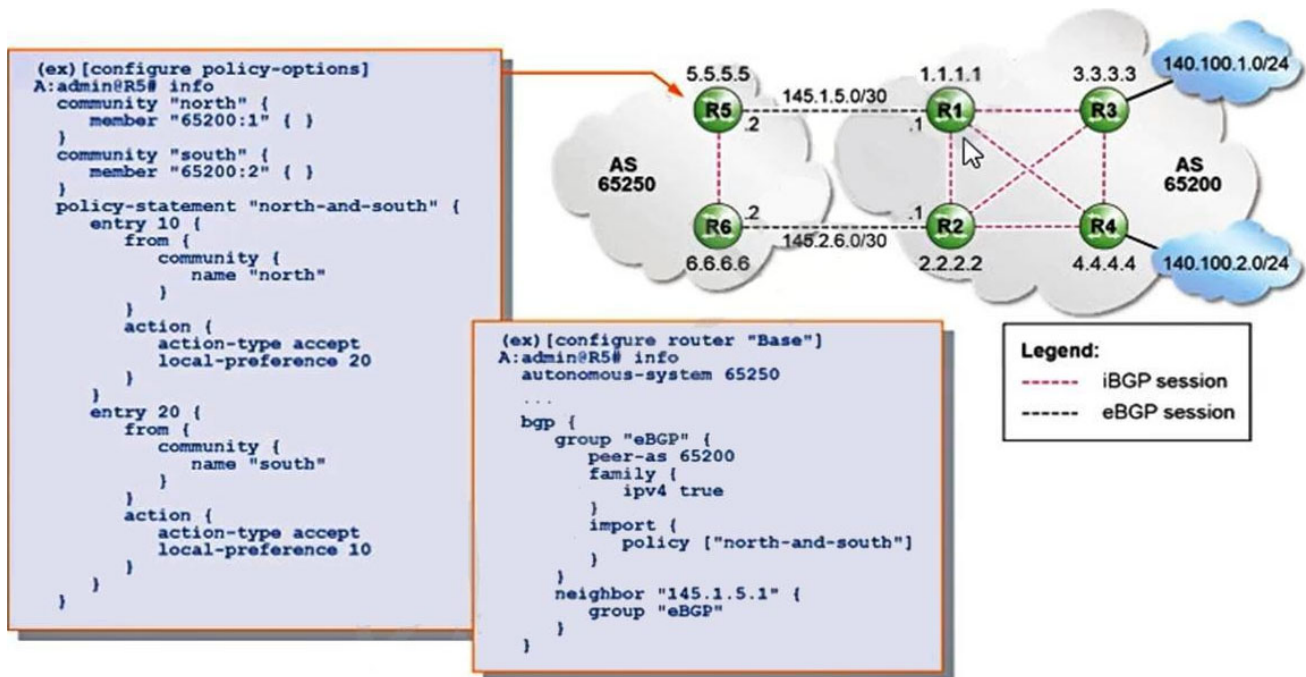 (ex)[configure policy-options]
A:admin@R5# info
community "north" {
member "65200:1" { }
}
community "south" {
member "65200:2" { }
}
policy-statement "north-and-south" {
entry 10 {
from {
community {
name "north"
}
}
action {
action-type accept
local-preference 20
}
}
entry 20 {
from {
community {
name "south"
}
}
action {
action-type accept
local-preference 10
}
}
}
(ex)[configure router "Base"]
A:admin@R5# info
autonomous-system 65250
...
bgp {
group "eBGP" {
peer-as 65200
family {
ipv4 true
}
import {
policy ["north-and-south"]
}
}
neighbor "145.1.5.1" {
group "eBGP"
}
}
5.5.5.5
1.1.1.1
3.3.3.3
140.100.1.0/24
R5
145.1.5.0/30
R1
R3
.2
.1
AS
65250
AS
65200
R6
.2
.1
R2
R4
145.2.6.0/30
6.6.6.6
2.2.2.2
4.4.4.4
140.100.2.0/24
Legend:
iBGP session
eBGP session